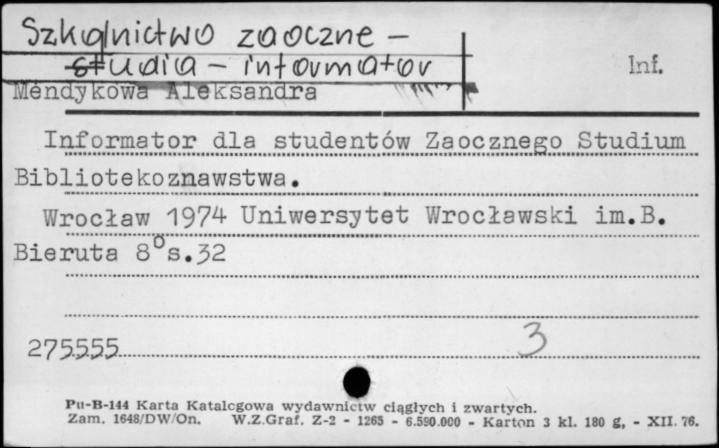 Szkolnictwo zaoczne –
studia – informator
Inf.
Mendykowa Aleksandra
Informator dla studentów Zaocznego Studium
Bibliotekoznawstwa.
Wrocław 1974 Uniwersytet Wrocławski im.B.
Bieruta 8° s.32
275555
3
Pu-B-144 Karta Katalogowa wydawnictw ciągłych i zwartych.
Zam. 1648/DW/On. W.Z.Graf. Z-2 - 1265 - 6.590.000 - Karton 3 kl. 180 g, - XII. 76.